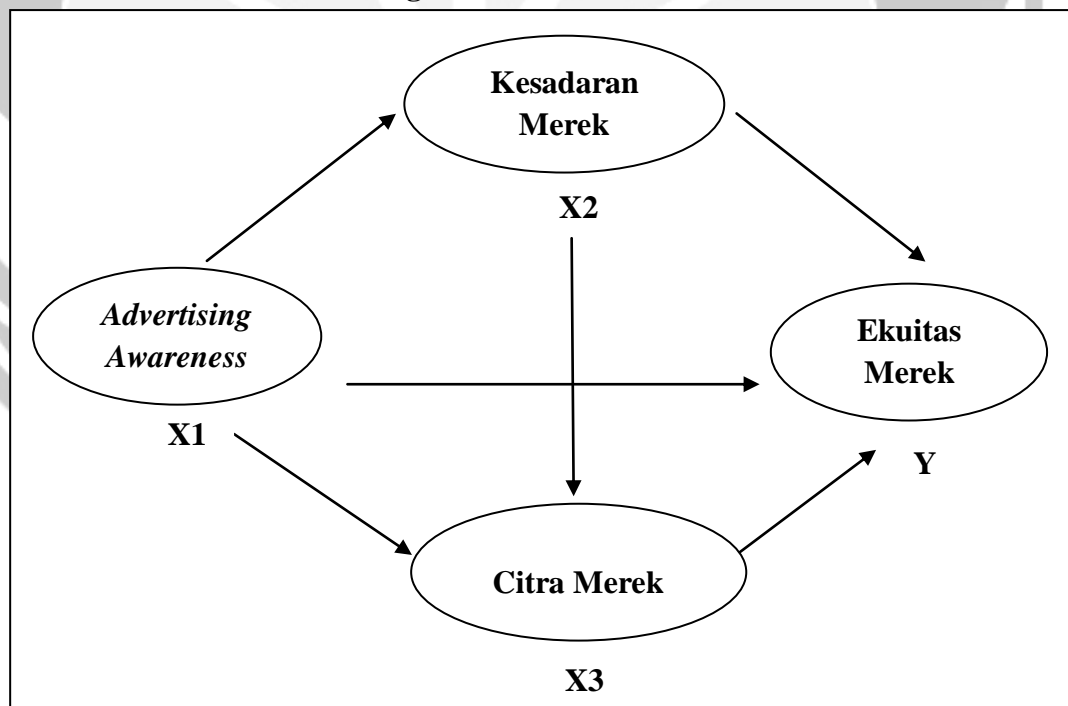 Kesadaran
Merek
X2
Advertising
Awareness
X1
Ekuitas
Merek
Y
Citra Merek
X3